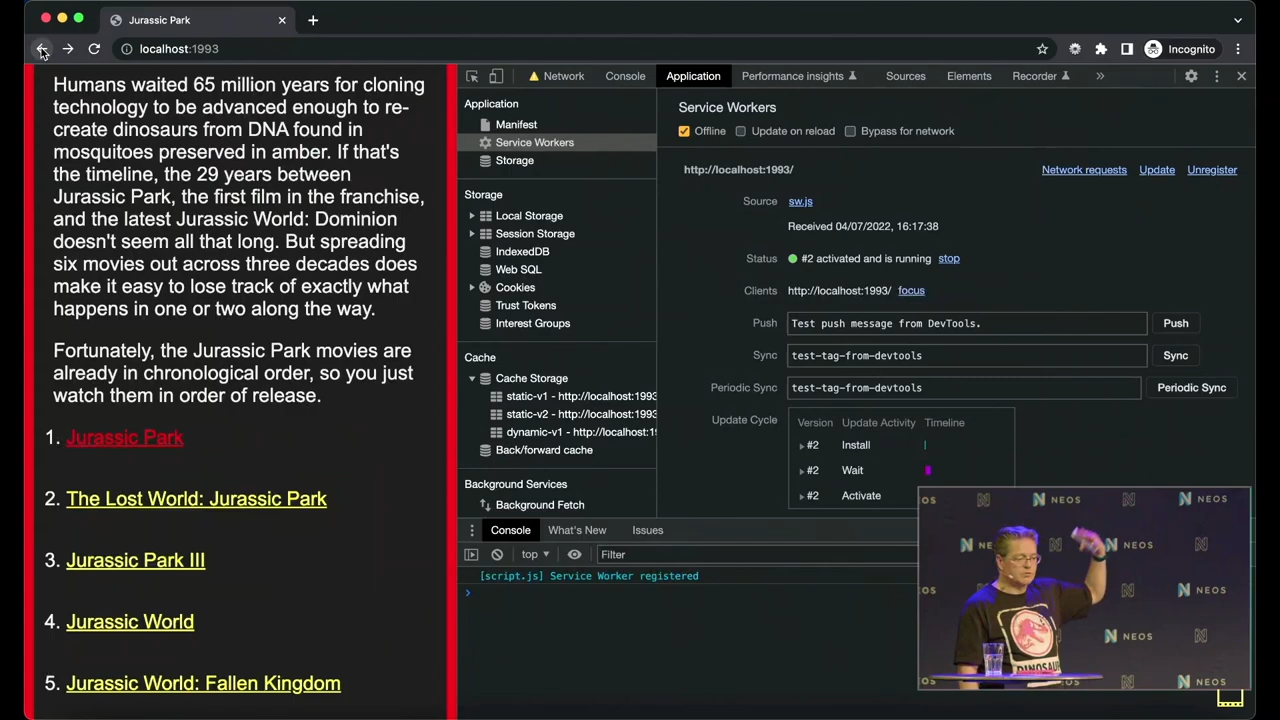 Jurassic Park
localhost:1993
Incognito
Humans waited 65 million years for cloning
technology to be advanced enough to re-
create dinosaurs from DNA found in
mosquitoes preserved in amber. If that's
the timeline, the 29 years between
Jurassic Park, the first film in the franchise,
and the latest Jurassic World: Dominion
doesn't seem all that long. But spreading
six movies out across three decades does
make it easy to lose track of exactly what
happens in one or two along the way.
Fortunately, the Jurassic Park movies are
already in chronological order, so you just
watch them in order of release.
1. Jurassic Park
2. The Lost World: Jurassic Park
3. Jurassic Park III
4. Jurassic World
5. Jurassic World: Fallen Kingdom
Network Console Application Performance insights Sources Elements Recorder »
Application
Manifest
Service Workers
Storage
Storage
Local Storage
Session Storage
IndexedDB
Web SQL
Cookies
Trust Tokens
Interest Groups
Cache
Cache Storage
static-v1 - http://localhost:1993
static-v2 - http://localhost:1993
dynamic-v1 - http://localhost:1
Back/forward cache
Background Services
Background Fetch
Service Workers
Offline Update on reload Bypass for network
http://localhost:1993/ Network requests Update Unregister
Source sw.js
Received 04/07/2022, 16:17:38
Status #2 activated and is running stop
Clients http://localhost:1993/ focus
Push Test push message from DevTools. Push
Sync test-tag-from-devtools Sync
Periodic Sync test-tag-from-devtools Periodic Sync
Update Cycle Version Update Activity Timeline
#2 Install
#2 Wait
#2 Activate
Console What's New Issues
top Filter
[script.js] Service Worker registered
NEOS NEOS
NEOS NEOS
NEOS
NEOS
NEOS
DINOSAUR